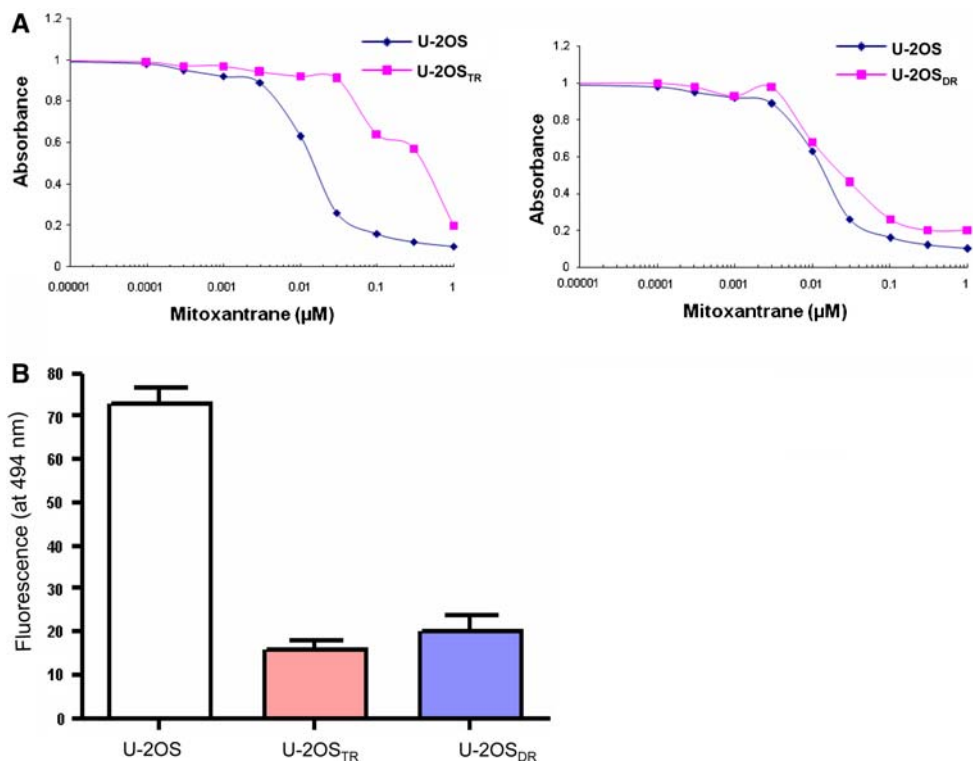 A
U-2OS
U-2OSTR
1.2
1
0.8
0.6
0.4
0.2
0
Absorbance
0.00001 0.0001 0.001 0.01 0.1 1
Mitoxantrane (µM)
U-2OS
U-2OSDR
1.2
1
0.8
0.6
0.4
0.2
0
Absorbance
0.00001 0.0001 0.001 0.01 0.1 1
Mitoxantrane (µM)
B
80
70
60
50
40
30
20
10
0
Fluorescence (at 494 nm)
U-2OS U-2OSTR U-2OSDR